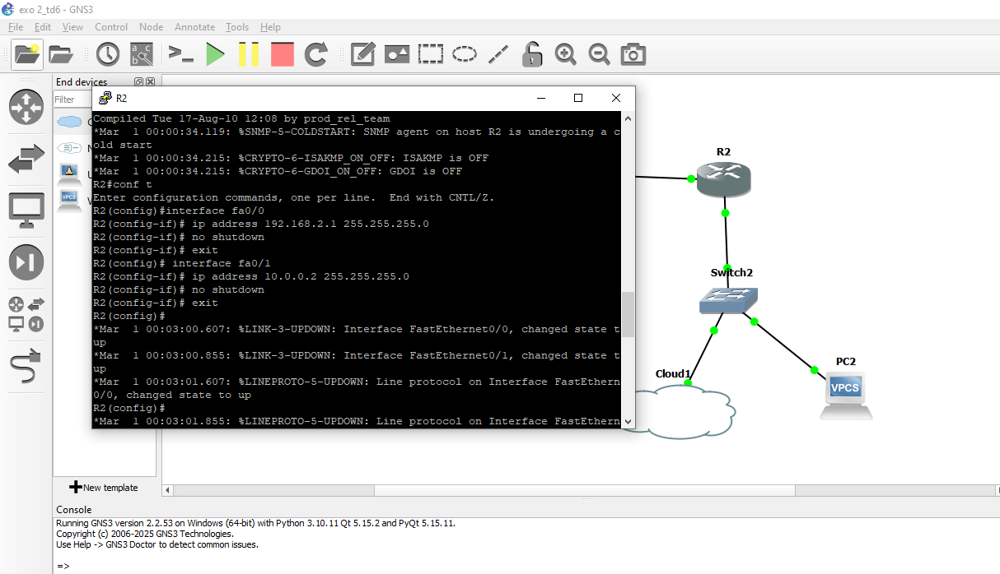 exo 2_td6 - GNS3
File Edit View Control Node Annotate Tools Help
End devices
Filter
R2
Compiled Tue 17-Aug-10 12:08 by prod_rel_team
*Mar  1 00:00:34.119: %SNMP-5-COLDSTART: SNMP agent on host R2 is undergoing a c
old start
*Mar  1 00:00:34.215: %CRYPTO-6-ISAKMP_ON_OFF: ISAKMP is OFF
*Mar  1 00:00:34.215: %CRYPTO-6-GDOI_ON_OFF: GDOI is OFF
R2#conf t
Enter configuration commands, one per line.  End with CNTL/Z.
R2(config)#interface fa0/0
R2(config-if)# ip address 192.168.2.1 255.255.255.0
R2(config-if)# no shutdown
R2(config-if)# exit
R2(config)# interface fa0/1
R2(config-if)# ip address 10.0.0.2 255.255.255.0
R2(config-if)# no shutdown
R2(config-if)# exit
R2(config)#
*Mar  1 00:03:00.607: %LINK-3-UPDOWN: Interface FastEthernet0/0, changed state t
up
*Mar  1 00:03:00.855: %LINK-3-UPDOWN: Interface FastEthernet0/1, changed state t
up
*Mar  1 00:03:01.607: %LINEPROTO-5-UPDOWN: Line protocol on Interface FastEthern
0/0, changed state to up
R2(config)#
*Mar  1 00:03:01.855: %LINEPROTO-5-UPDOWN: Line protocol on Interface FastEthern
R2
Switch2
Cloud1
PC2
VPCS
VPCS
New template
Console
Running GNS3 version 2.2.53 on Windows (64-bit) with Python 3.10.11 Qt 5.15.2 and PyQt 5.15.11.
Copyright (c) 2006-2025 GNS3 Technologies.
Use Help -> GNS3 Doctor to detect common issues.
=>